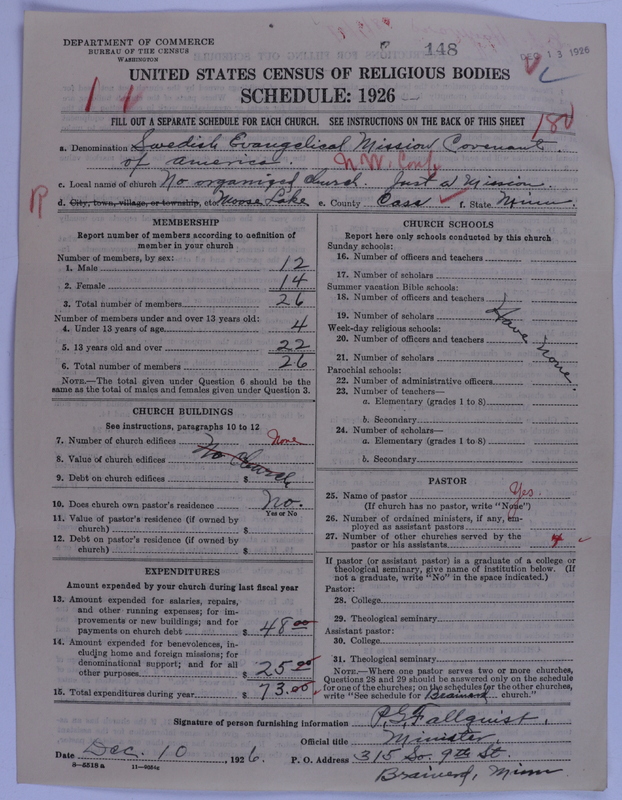 DEPARTMENT OF COMMERCE
BUREAU OF THE CENSUS
WASHINGTON
148
DEC 13 1926
UNITED STATES CENSUS OF RELIGIOUS BODIES
SCHEDULE: 1926
FILL OUT A SEPARATE SCHEDULE FOR EACH CHURCH. SEE INSTRUCTIONS ON THE BACK OF THIS SHEET
180
a. Denomination Swedish Evangelical Mission Covenant
of america. N.W. Conf
c. Local name of church No organized church. Just a Mission.
d. City, town, village, or township, etc Moose Lake e. County Cass f. State Minn
MEMBERSHIP
Report number of members according to definition of
member in your church
Number of members, by sex:
1. Male 12
2. Female 14
3. Total number of members 26
Number of members under and over 13 years old:
4. Under 13 years of age 4
5. 13 years old and over 22
6. Total number of members 26
NOTE.—The total given under Question 6 should be the
same as the total of males and females given under Question 3.
CHURCH BUILDINGS
See instructions, paragraphs 10 to 12
7. Number of church edifices None
8. Value of church edifices No Church
9. Debt on church edifices $
10. Does church own pastor's residence No.
Yes or No
11. Value of pastor's residence (if owned by
church) $
12. Debt on pastor's residence (if owned by
church) $
EXPENDITURES
Amount expended by your church during last fiscal year
13. Amount expended for salaries, repairs,
and other running expenses; for im-
provements or new buildings; and for
payments on church debt $ 48 00
14. Amount expended for benevolences, in-
cluding home and foreign missions; for
denominational support; and for all
other purposes $ 25 00
15. Total expenditures during year $ 73.00
CHURCH SCHOOLS
Report here only schools conducted by this church
Sunday schools:
16. Number of officers and teachers
17. Number of scholars
Summer vacation Bible schools:
18. Number of officers and teachers
19. Number of scholars Have None.
Week-day religious schools:
20. Number of officers and teachers
21. Number of scholars
Parochial schools:
22. Number of administrative officers
23. Number of teachers—
a. Elementary (grades 1 to 8)
b. Secondary
24. Number of scholars—
a. Elementary (grades 1 to 8)
b. Secondary
PASTOR
25. Name of pastor Yes.
(If church has no pastor, write "None")
26. Number of ordained ministers, if any, em-
ployed as assistant pastors
27. Number of other churches served by the
pastor or his assistants 4
If pastor (or assistant pastor) is a graduate of a college or
theological seminary, give name of institution below. (If
not a graduate, write "No" in the space indicated.)
Pastor:
28. College
29. Theological seminary
Assistant pastor:
30. College
31. Theological seminary
NOTE.—Where one pastor serves two or more churches,
Questions 28 and 29 should be answered only on the schedule
for one of the churches; on the schedules for the other churches,
write "See schedule for Brainerd church."
Signature of person furnishing information P. G. Fallquist.
Official title Minister
Date Dec. 10, 1926. P. O. Address 315 So. 9th St.
Brainerd, Minn
8—5518 a 11—9254c